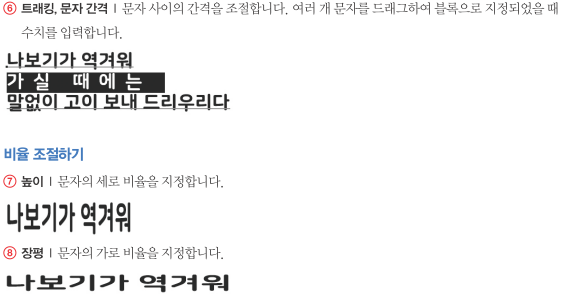 ⑥ 트래킹, 문자 간격 | 문자 사이의 간격을 조절합니다. 여러 개 문자를 드래그하여 블록으로 지정되었을 때
수치를 입력합니다.
나보기가 역겨워
가 실 때 에 는
말없이 고이 보내 드리우리다
비율 조절하기
⑦ 높이 | 문자의 세로 비율을 지정합니다.
나보기가 역겨워
⑧ 장평 | 문자의 가로 비율을 지정합니다.
나보기가 역겨워